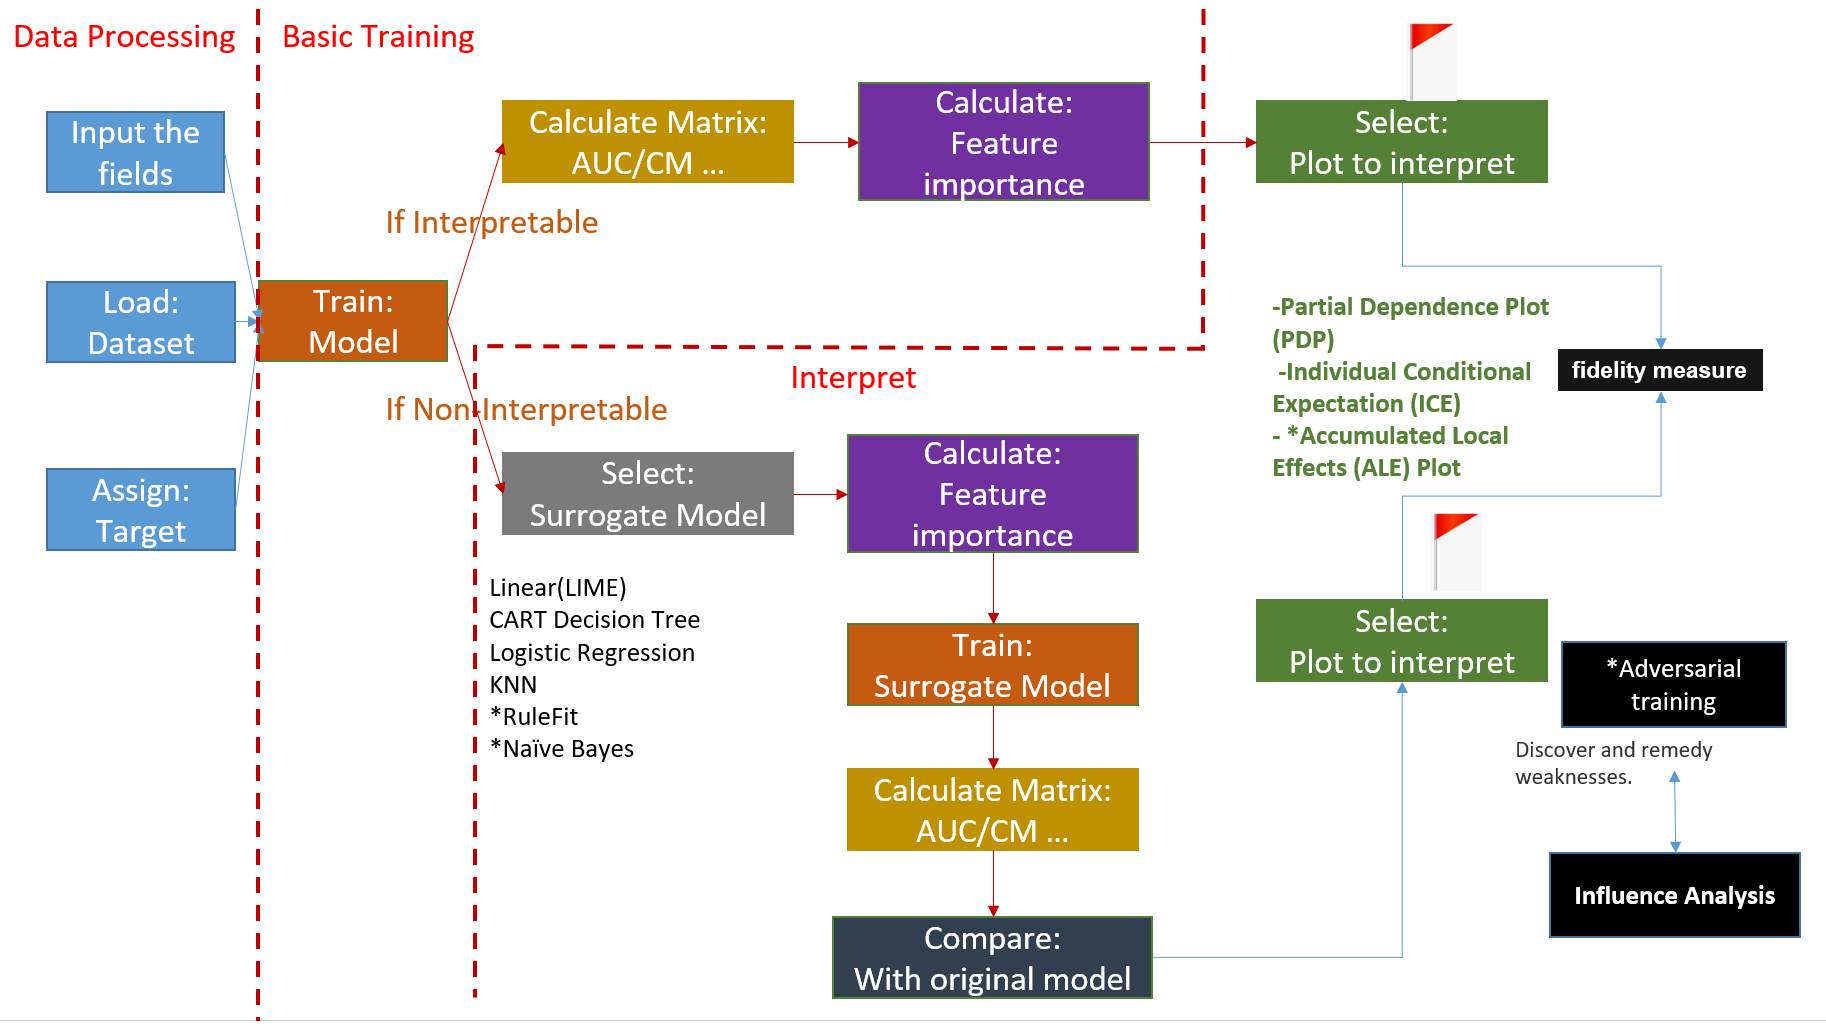 Data Processing
Basic Training
Input the
fields
Load:
Dataset
Assign:
Target
Train:
Model
If Interpretable
Calculate Matrix:
AUC/CM ...
Calculate:
Feature
importance
Select:
Plot to interpret
Interpret
If Non-Interpretable
Select:
Surrogate Model
Linear(LIME)
CART Decision Tree
Logistic Regression
KNN
*RuleFit
*Naïve Bayes
Calculate:
Feature
importance
Train:
Surrogate Model
Calculate Matrix:
AUC/CM ...
Compare:
With original model
-Partial Dependence Plot
(PDP)
-Individual Conditional
Expectation (ICE)
- *Accumulated Local
Effects (ALE) Plot
fidelity measure
Select:
Plot to interpret
*Adversarial
training
Discover and remedy
weaknesses.
Influence Analysis